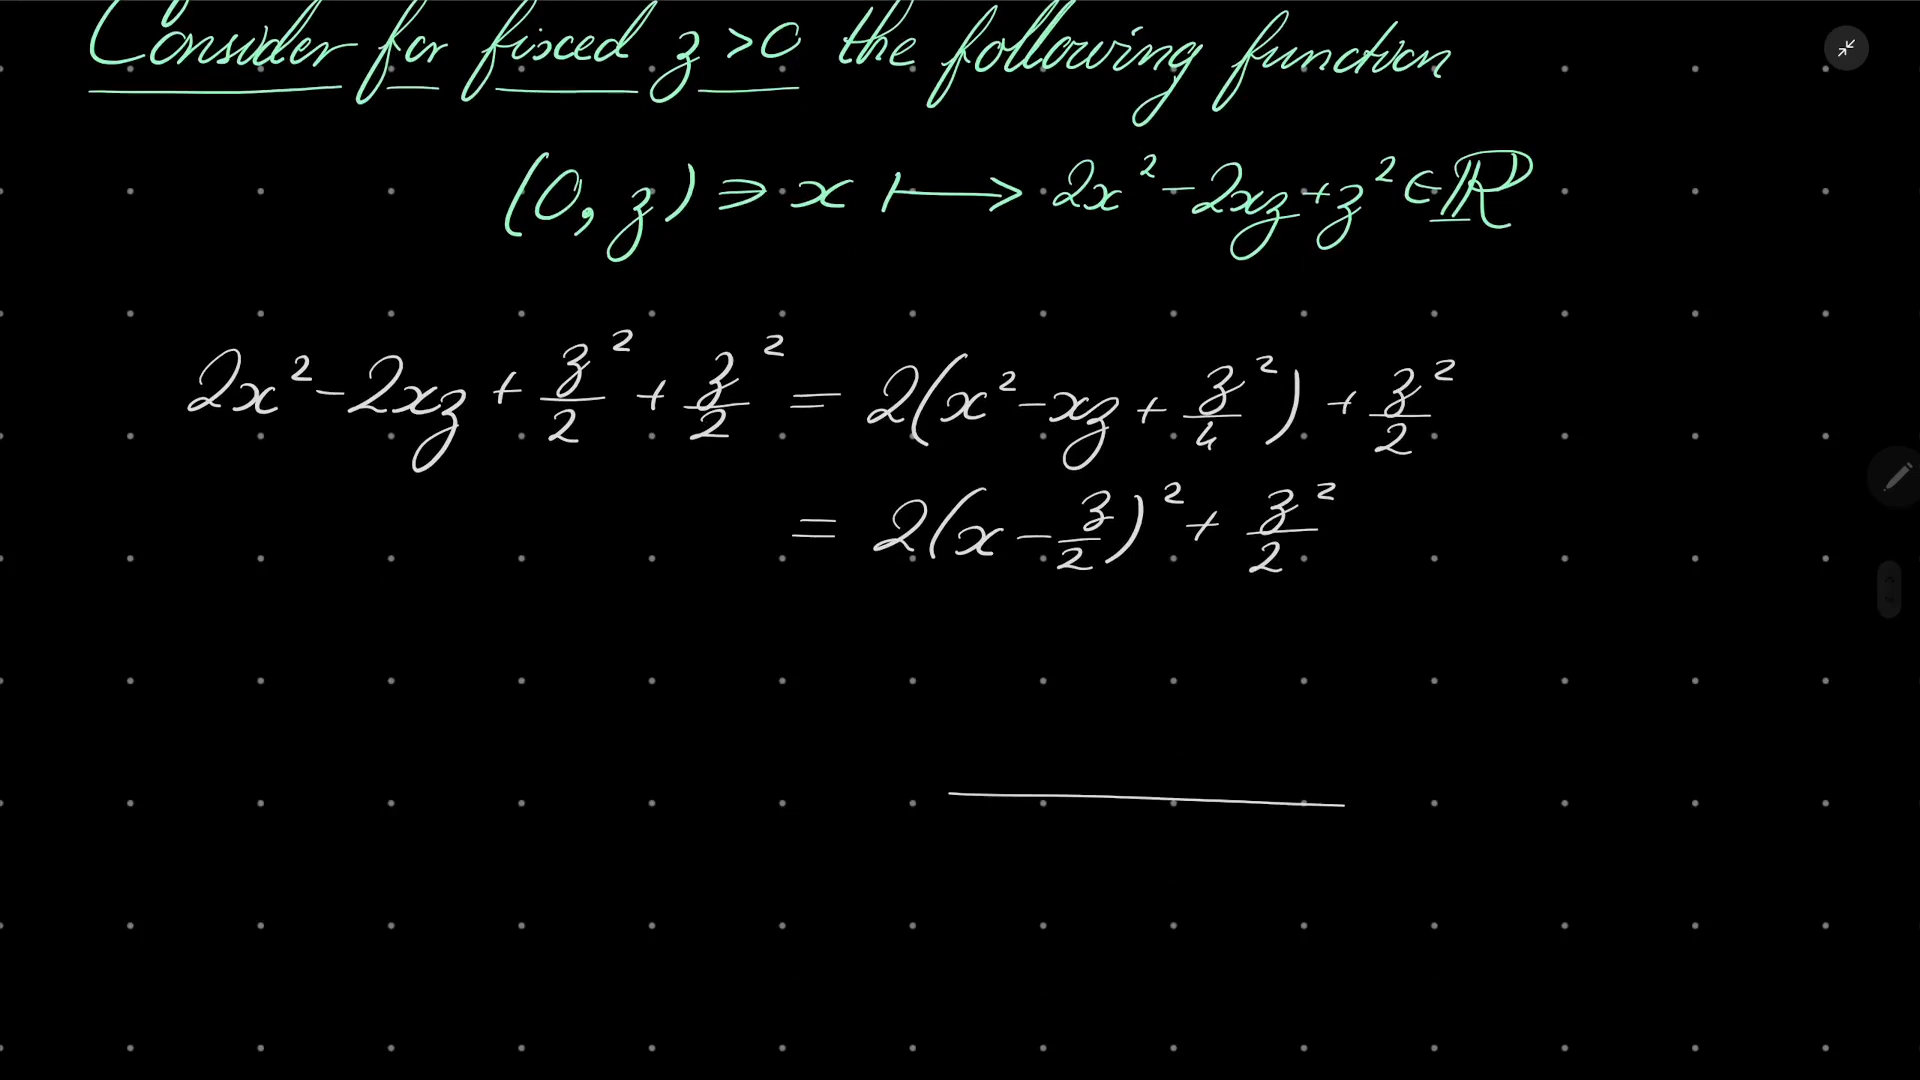 Consider for fixed z > 0 the following function
(0, z) ∋ x ⟼ 2x² - 2xz + z² ∈ ℝ
2x² - 2xz + z²/2 + z²/2 = 2(x² - xz + z²/4) + z²/2
= 2(x - z/2)² + z²/2